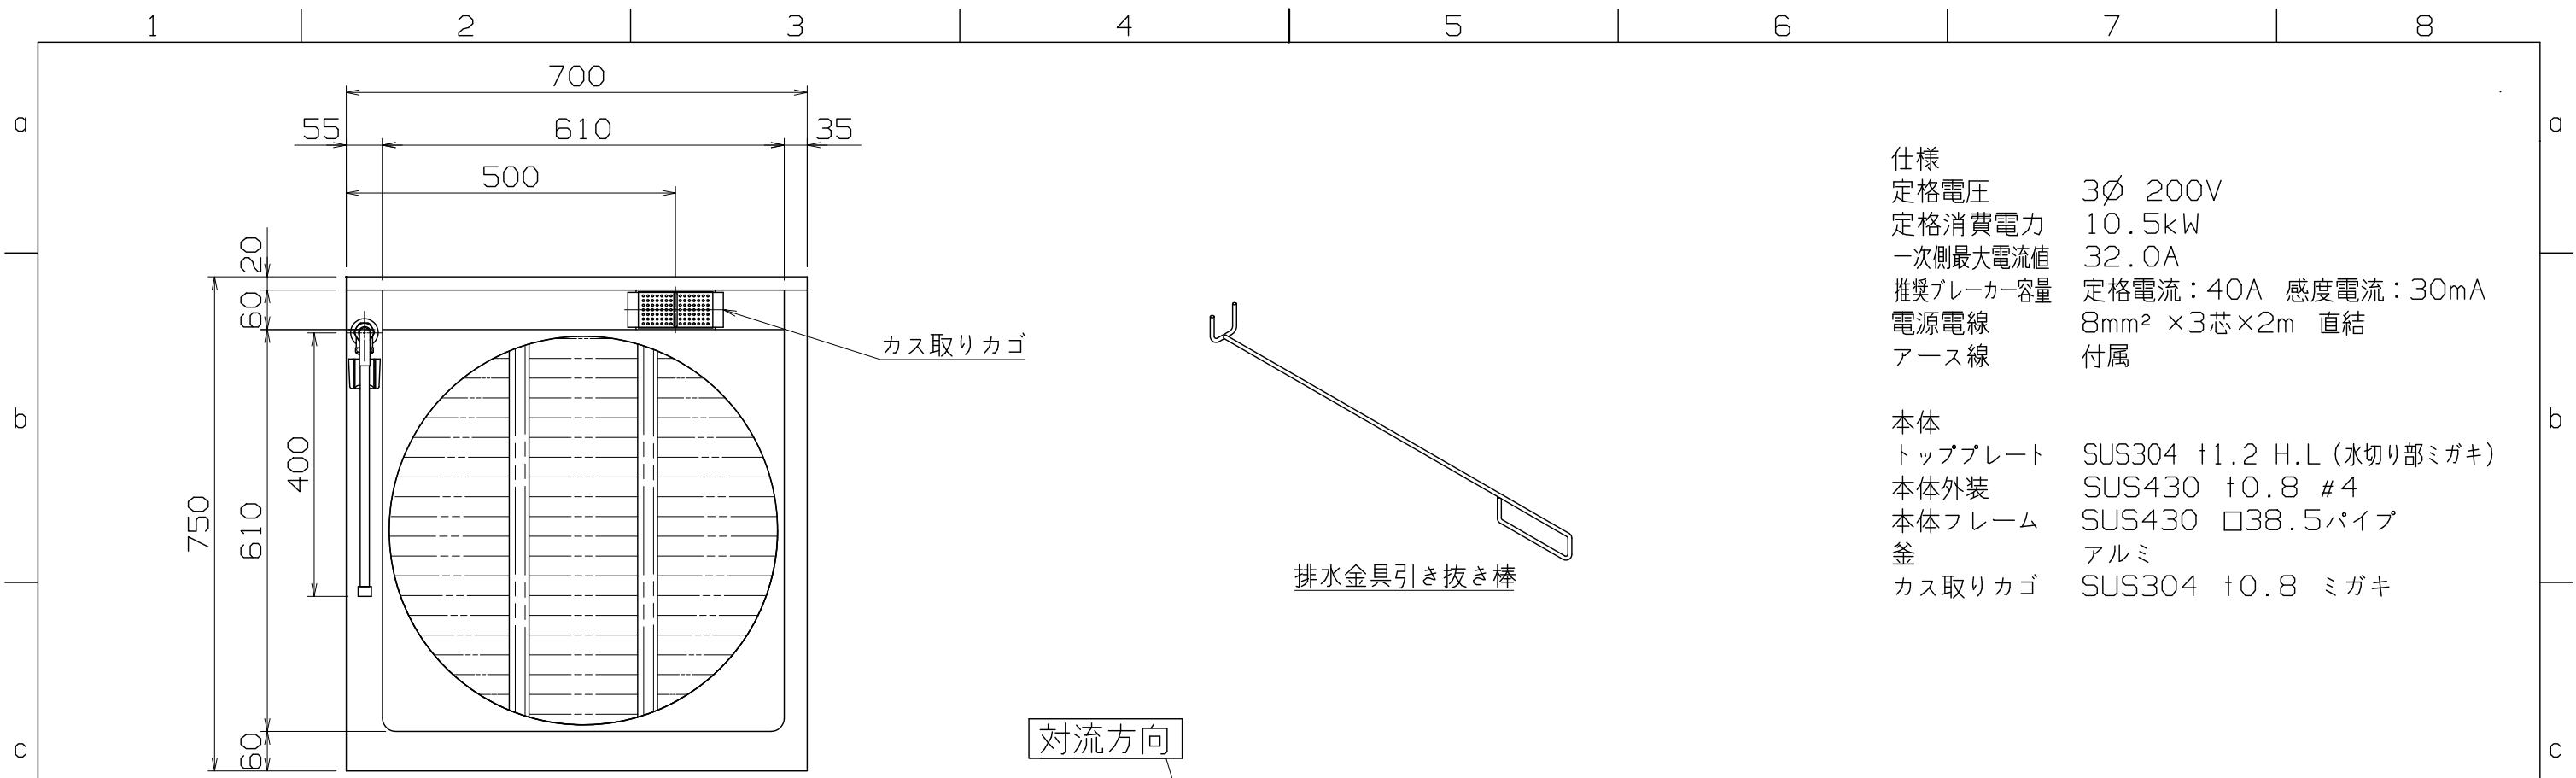 1 2 3 4 5 6 7 8
a a
700
55 610 35
500
20
60
カス取りカゴ
b b
400
750
610
60
c c
排水金具引き抜き棒
対流方向
仕様
定格電圧 3∅ 200V
定格消費電力 10.5kW
一次側最大電流値 32.0A
推奨ブレーカー容量 定格電流:40A 感度電流:30mA
電源電線 8mm² ×3芯×2m 直結
アース線 付属
本体
トッププレート SUS304 t1.2 H.L(水切り部ミガキ)
本体外装 SUS430 t0.8 #4
本体フレーム SUS430 □38.5パイプ
釜 アルミ
カス取りカゴ SUS304 t0.8 ミガキ